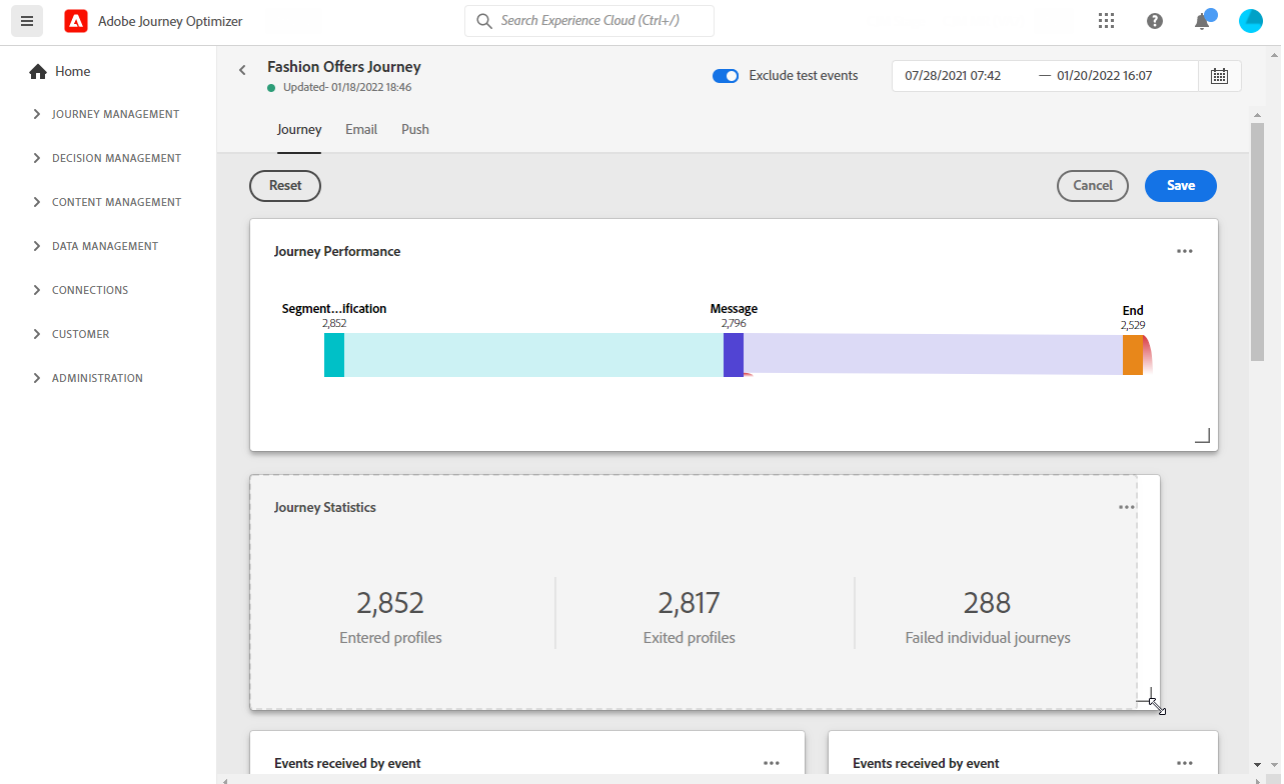 Adobe Journey Optimizer
Search Experience Cloud (Ctrl+/)
Home
JOURNEY MANAGEMENT
DECISION MANAGEMENT
CONTENT MANAGEMENT
DATA MANAGEMENT
CONNECTIONS
CUSTOMER
ADMINISTRATION
Fashion Offers Journey
Updated- 01/18/2022 18:46
Exclude test events
07/28/2021 07:42 — 01/20/2022 16:07
Journey Email Push
Reset
Cancel
Save
Journey Performance
Segment...ification
2,852
Message
2,796
End
2,529
Journey Statistics
2,852
Entered profiles
2,817
Exited profiles
288
Failed individual journeys
Events received by event
Events received by event